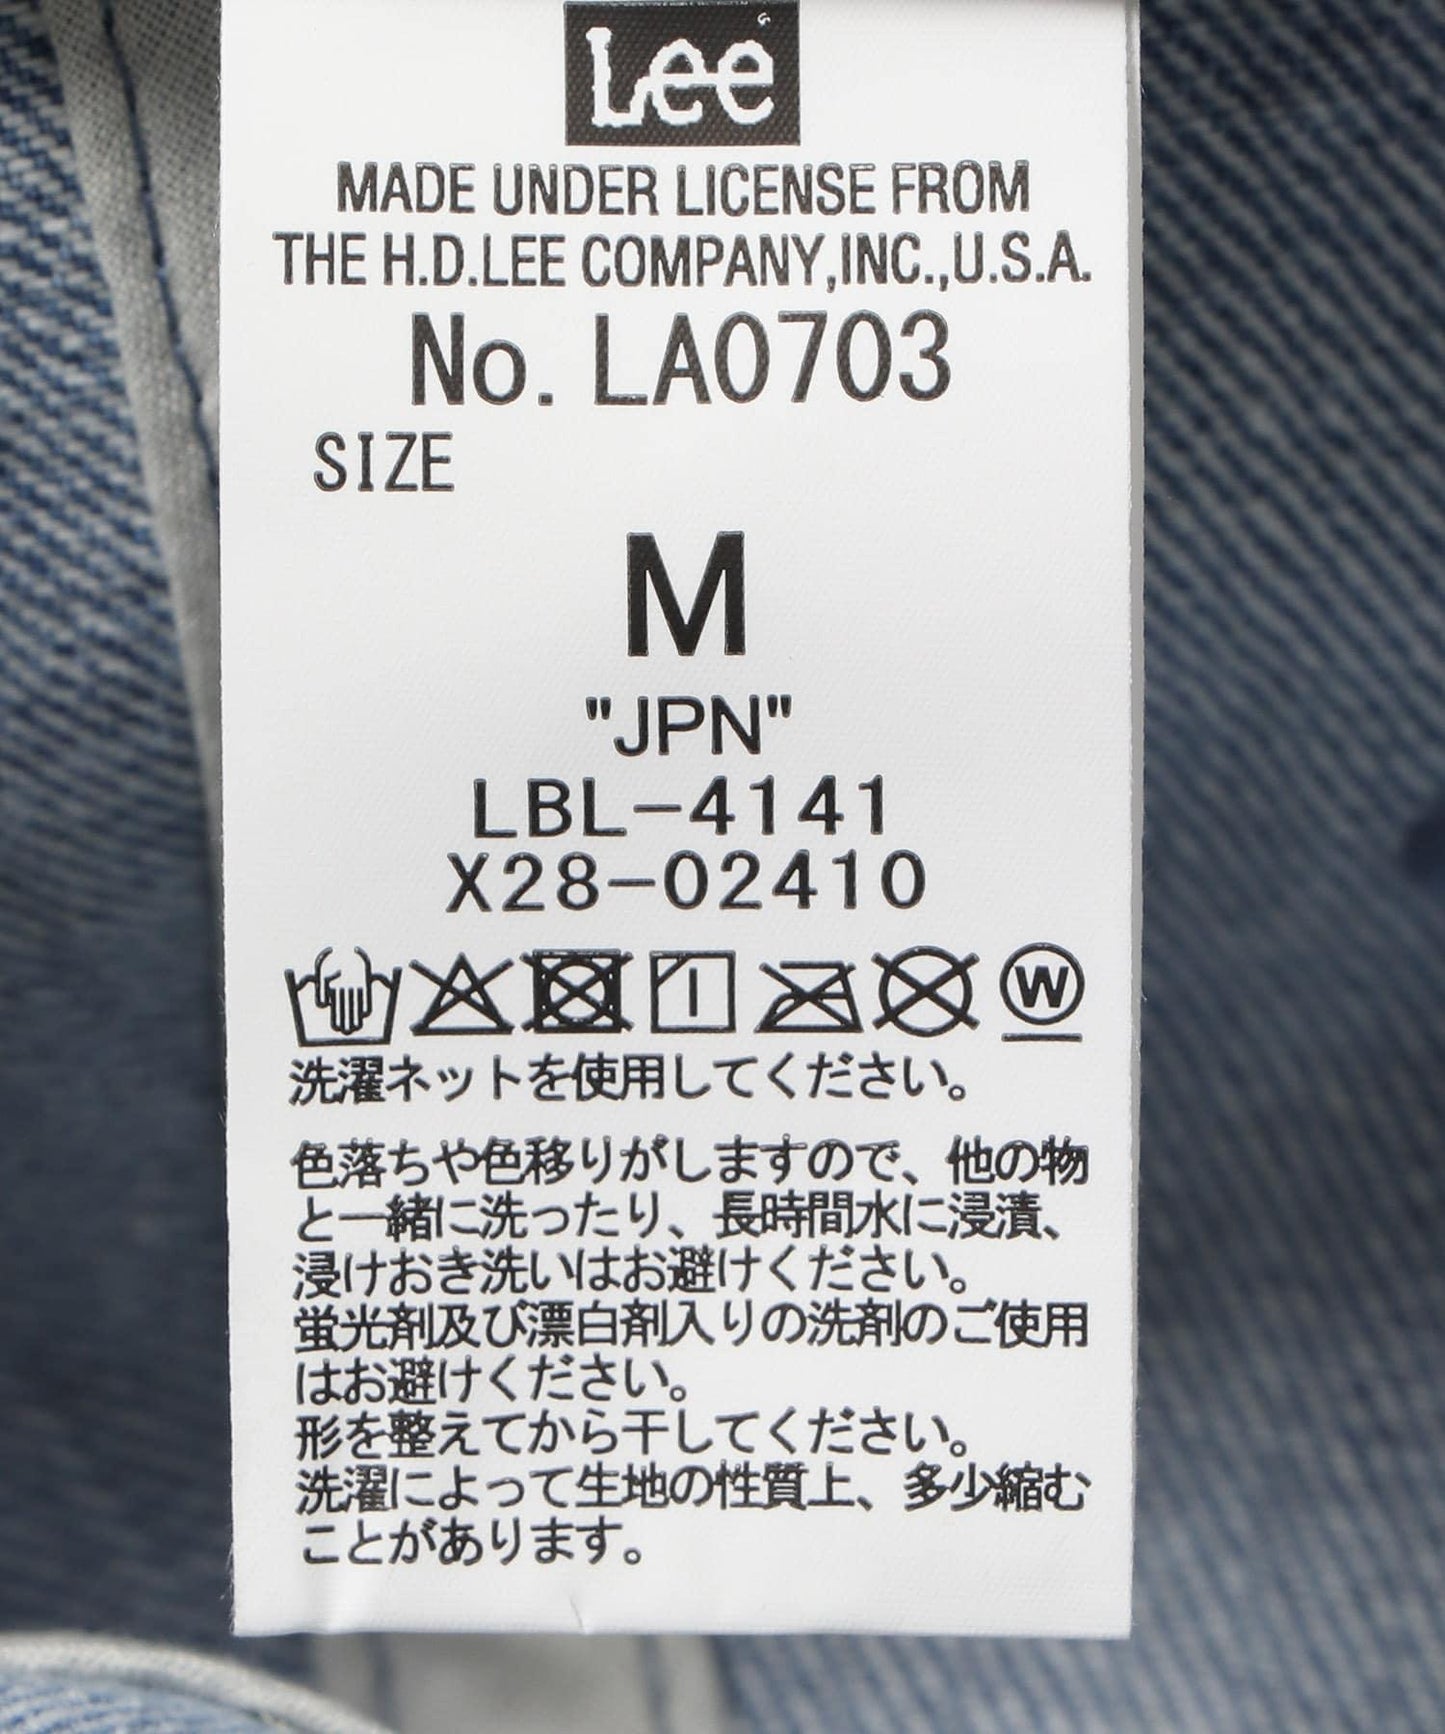 Lee
MADE UNDER LICENSE FROM
THE H.D.LEE COMPANY,INC.,U.S.A.
No. LA0703
SIZE
M
"JPN"
LBL-4141
X28-02410
W
洗濯ネットを使用してください。
色落ちや色移りがしますので、他の物
と一緒に洗ったり、長時間水に浸漬、
浸けおき洗いはお避けください。
蛍光剤及び漂白剤入りの洗剤のご使用
はお避けください。
形を整えてから干してください。
洗濯によって生地の性質上、多少縮む
ことがあります。